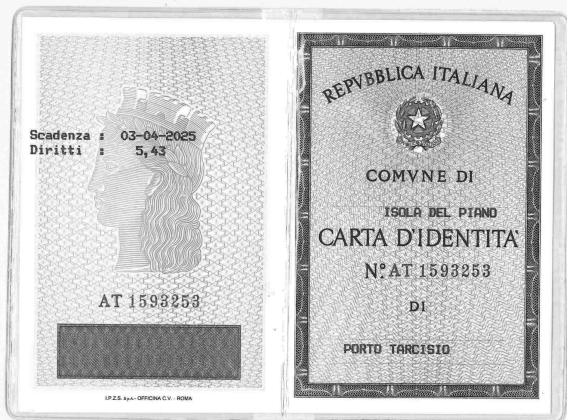 Scadenza : 03-04-2025
Diritti : 5,43
AT 1593253
I.P.Z.S. S.p.A. - OFFICINA C.V. - ROMA
REPVBBLICA ITALIANA
COMVNE DI
ISOLA DEL PIANO
CARTA D'IDENTITA'
N° AT 1593253
DI
PORTO TARCISIO